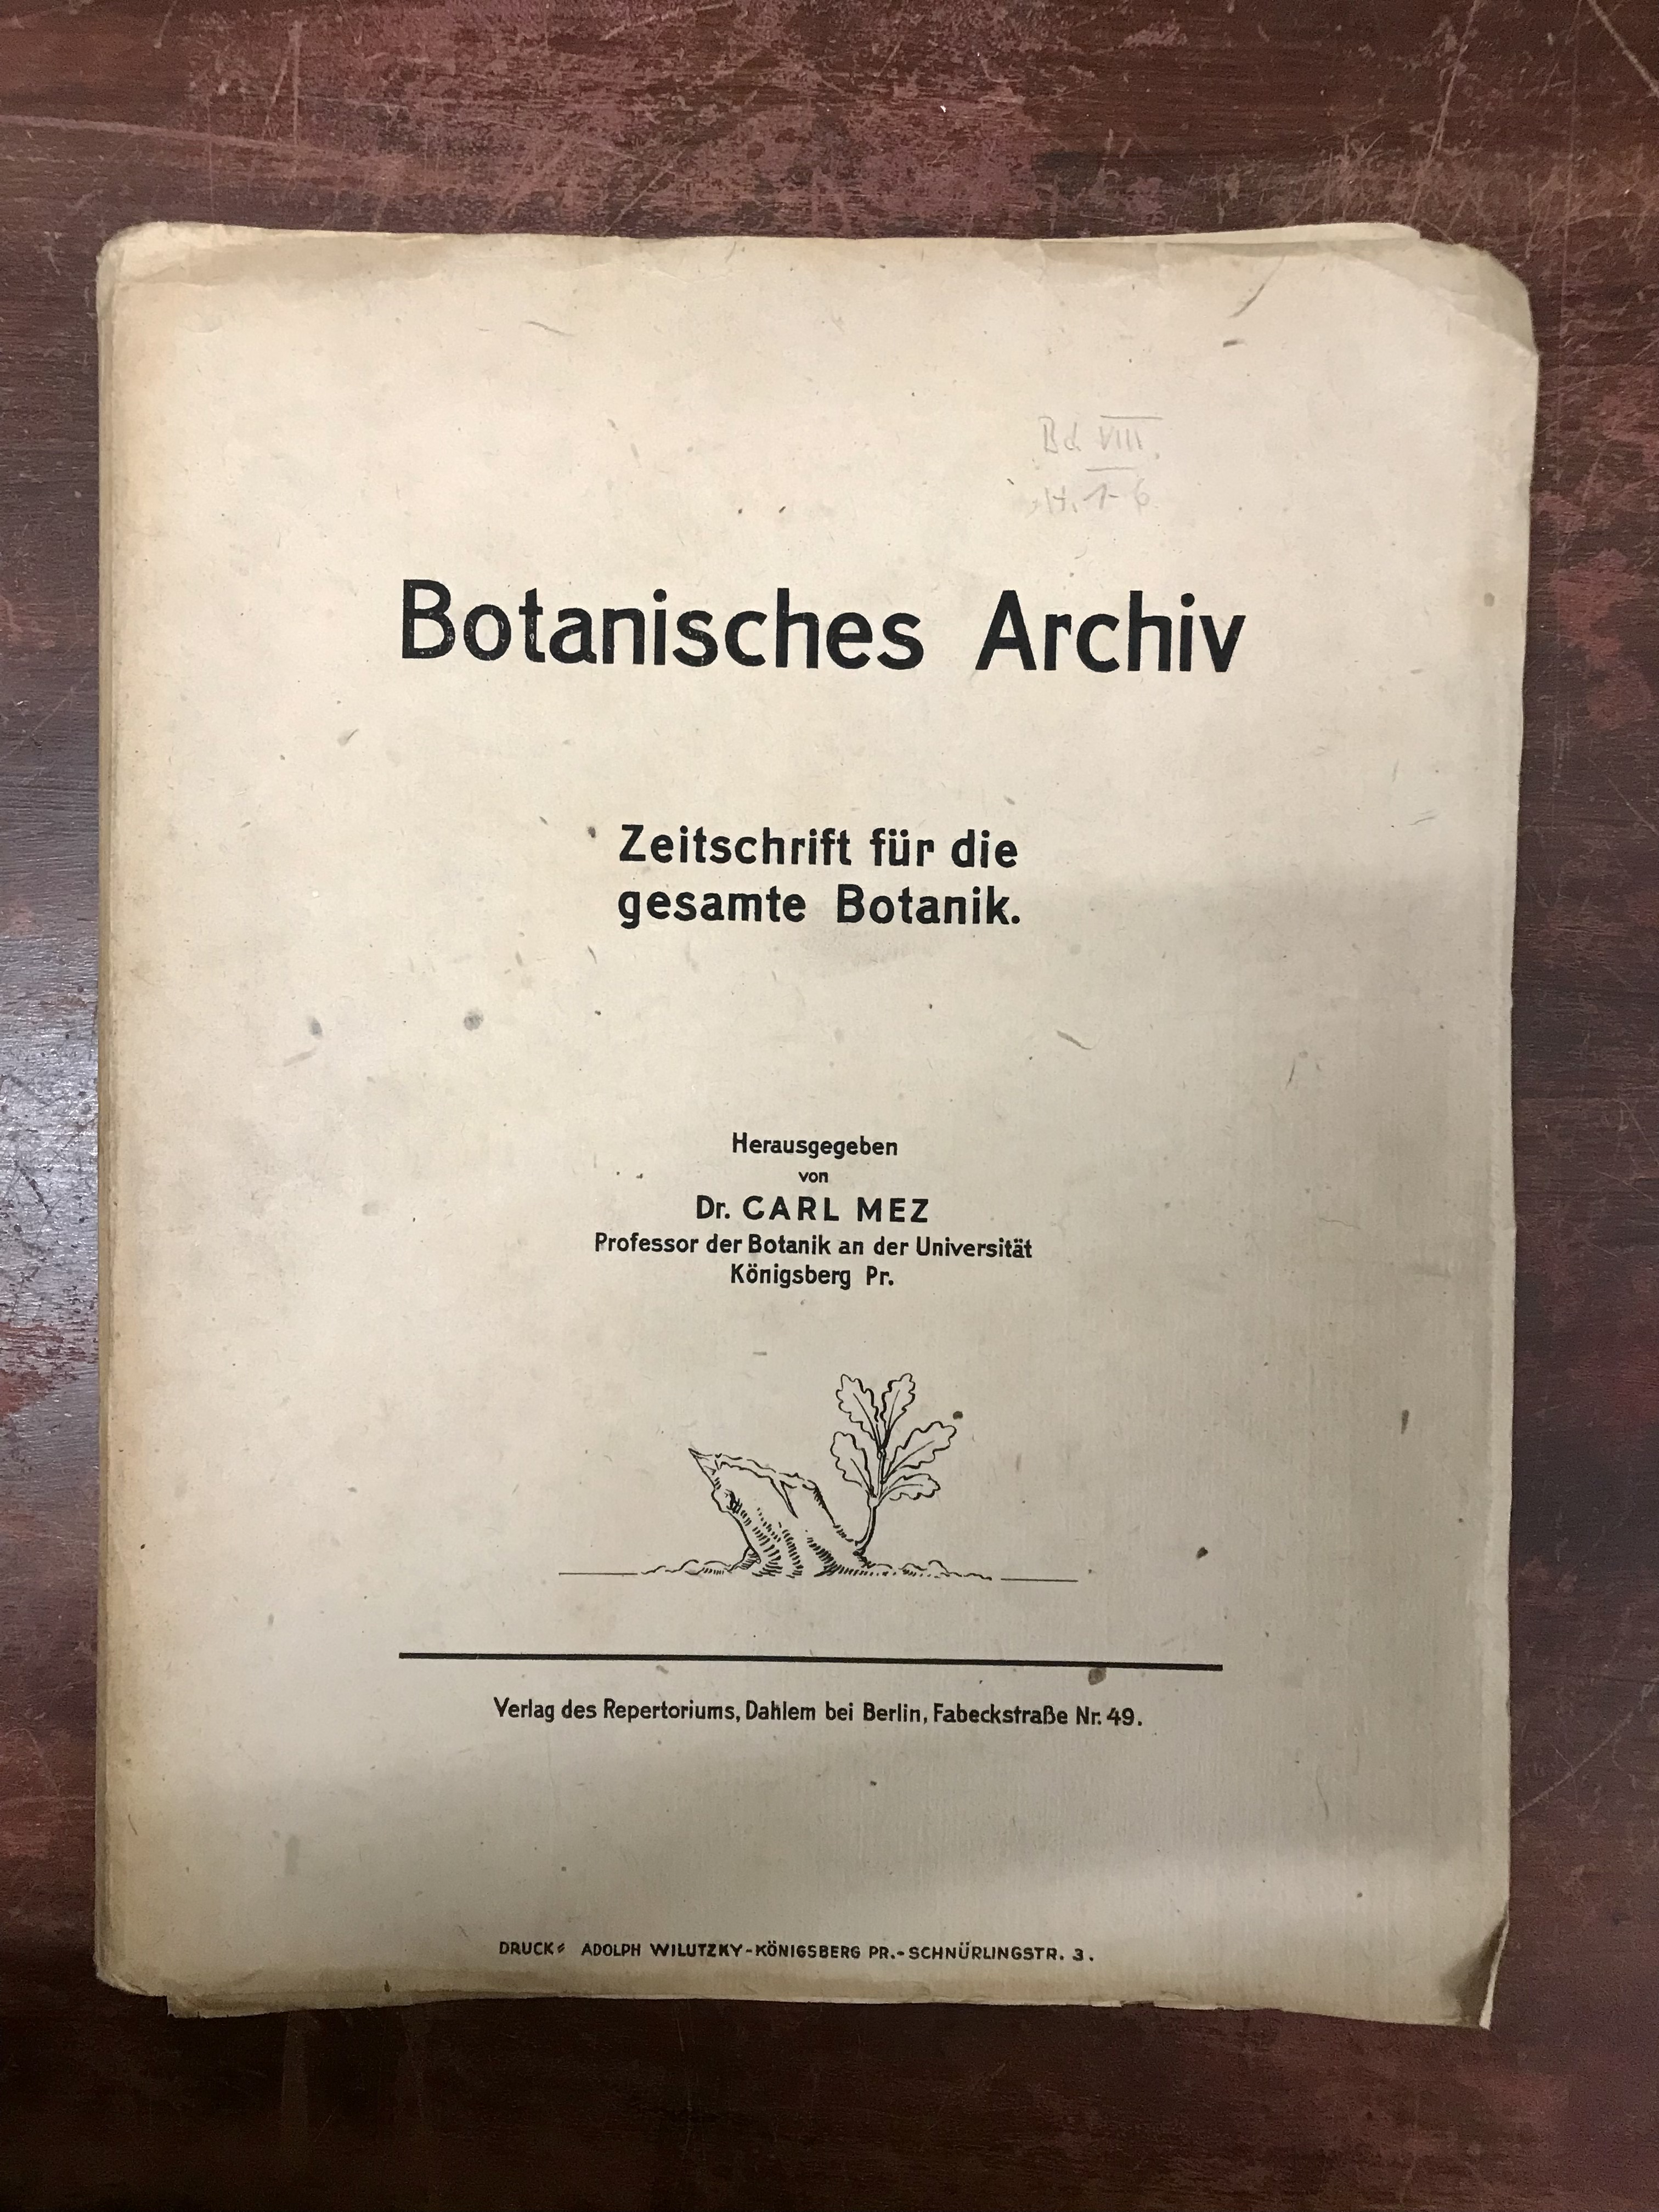 Bd VIII.
H. 1-6
Botanisches Archiv
Zeitschrift für die
gesamte Botanik.
Herausgegeben
von
Dr. CARL MEZ
Professor der Botanik an der Universität
Königsberg Pr.
Verlag des Repertoriums, Dahlem bei Berlin, Fabeckstraße Nr. 49.
DRUCK: ADOLPH WILUTZKY-KÖNIGSBERG PR.-SCHNÜRLINGSTR. 3.